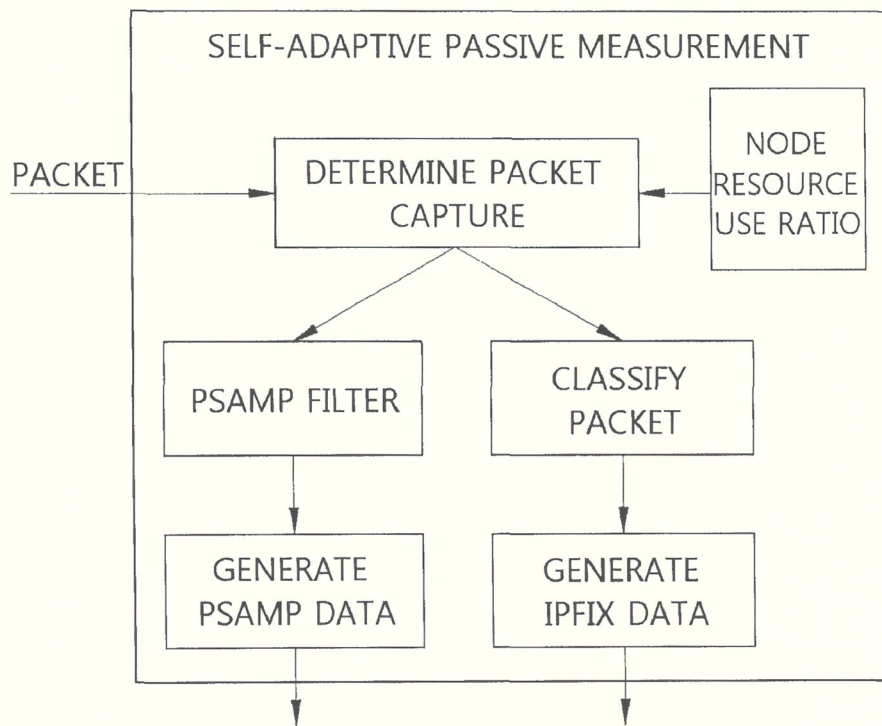 SELF-ADAPTIVE PASSIVE MEASUREMENT
NODE
RESOURCE
USE RATIO
PACKET
DETERMINE PACKET
CAPTURE
PSAMP FILTER
CLASSIFY
PACKET
GENERATE
PSAMP DATA
GENERATE
IPFIX DATA